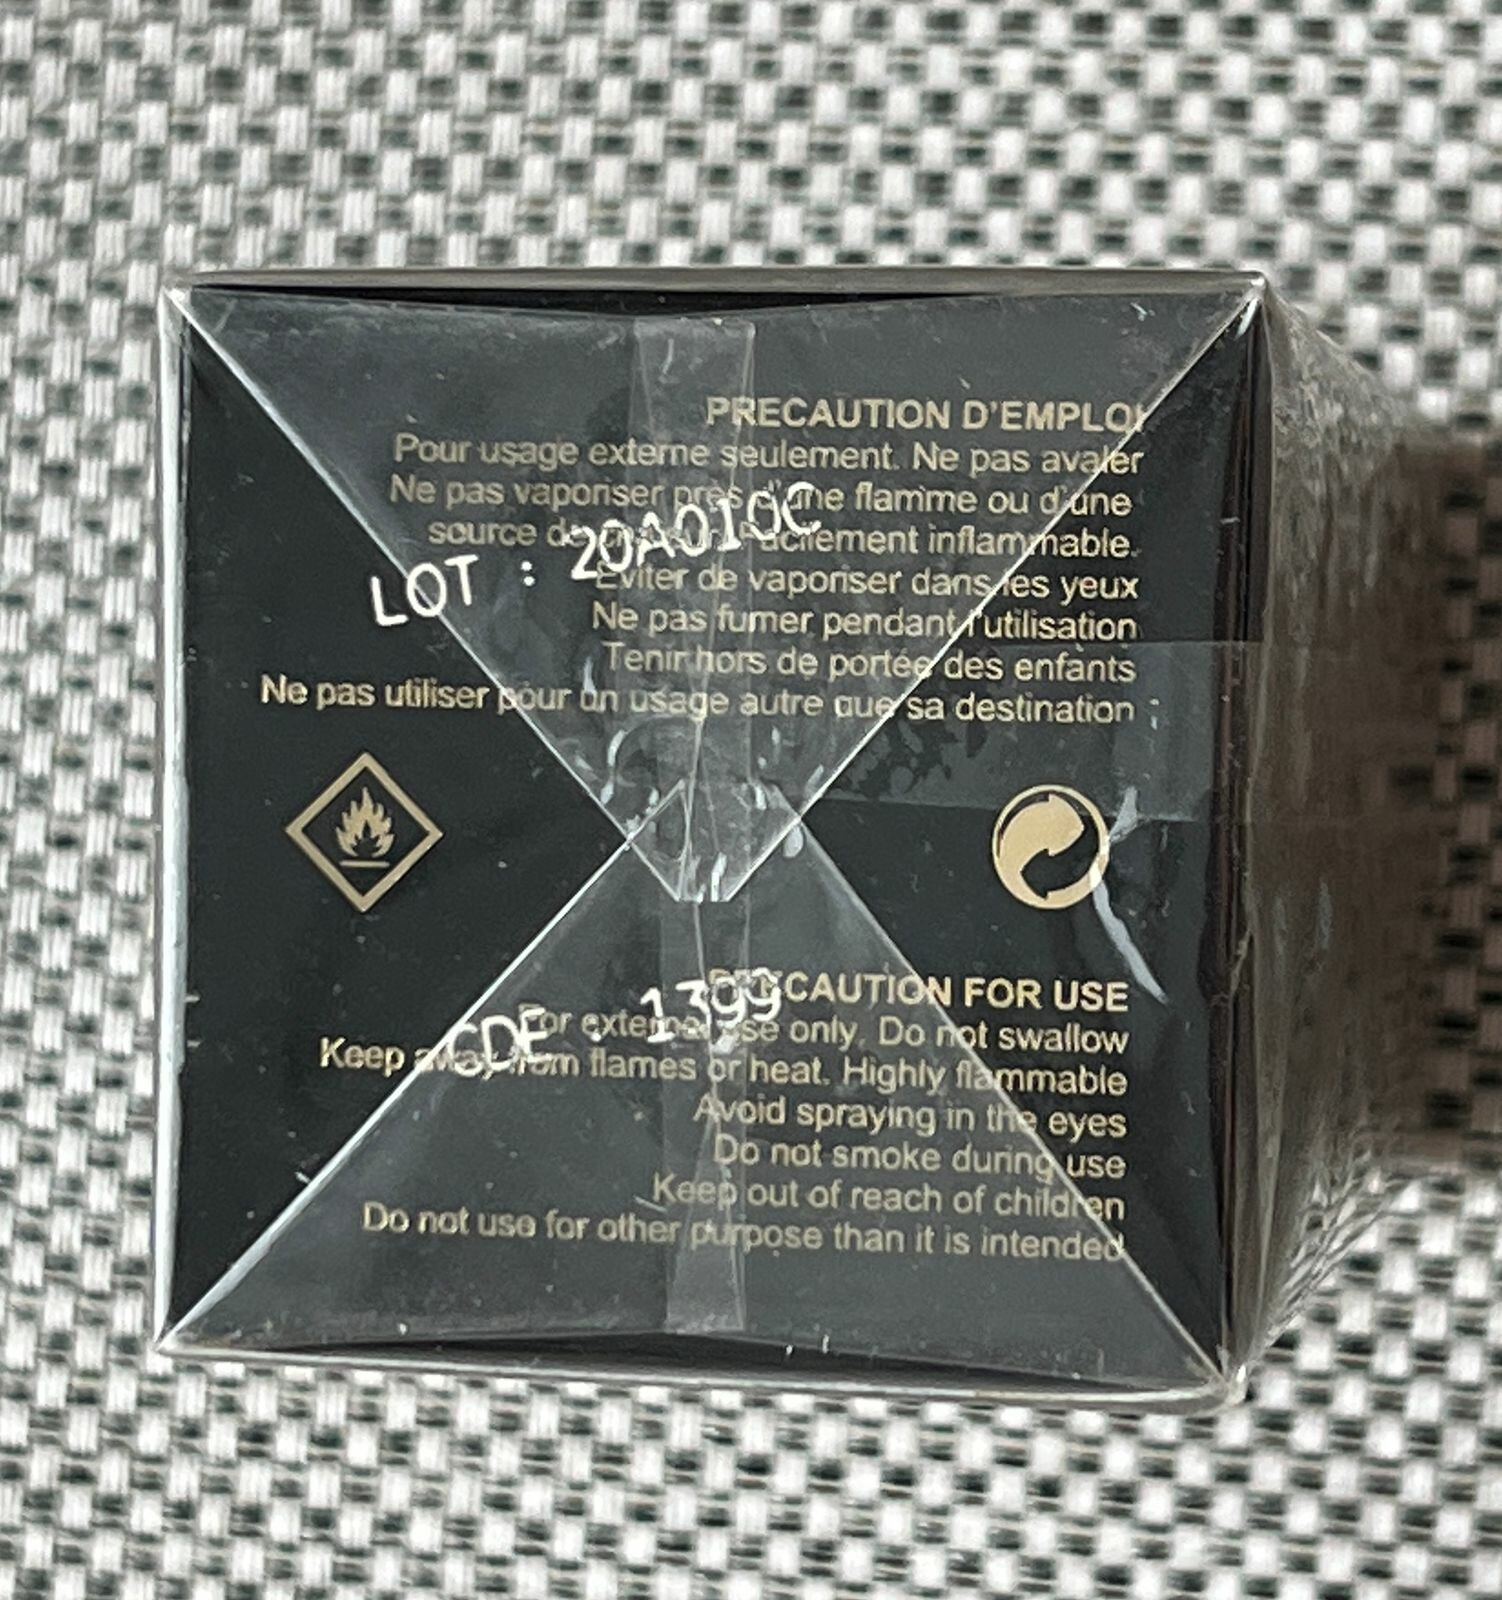 PRECAUTION D'EMPLOI
Pour usage externe seulement. Ne pas avaler
Ne pas vaporiser près d'une flamme ou d'une
source de facilement inflammable.
LOT : 20A010C
Eviter de vaporiser dans les yeux
Ne pas fumer pendant l'utilisation
Tenir hors de portée des enfants
Ne pas utiliser pour un usage autre que sa destination
PRECAUTION FOR USE
CDE : 1399
For external use only. Do not swallow
Keep away from flames or heat. Highly flammable
Avoid spraying in the eyes
Do not smoke during use
Keep out of reach of children
Do not use for other purpose than it is intended